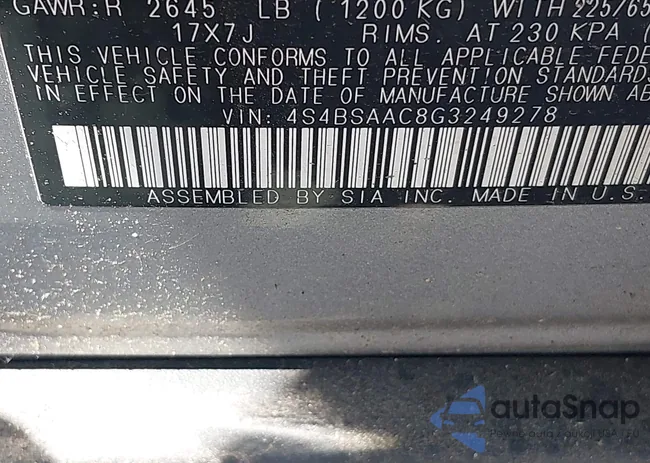 GAWR:R 2645 LB (1200 KG) WITH 225/65
17X7J RIMS. AT 230 KPA (
THIS VEHICLE CONFORMS TO ALL APPLICABLE FEDE
VEHICLE SAFETY AND THEFT PREVENTION STANDARDS
IN EFFECT ON THE DATE OF MANUFACTURE SHOWN AB
VIN: 4S4BSAAC8G3249278
ASSEMBLED BY SIA INC. MADE IN U.S.
autoSnap